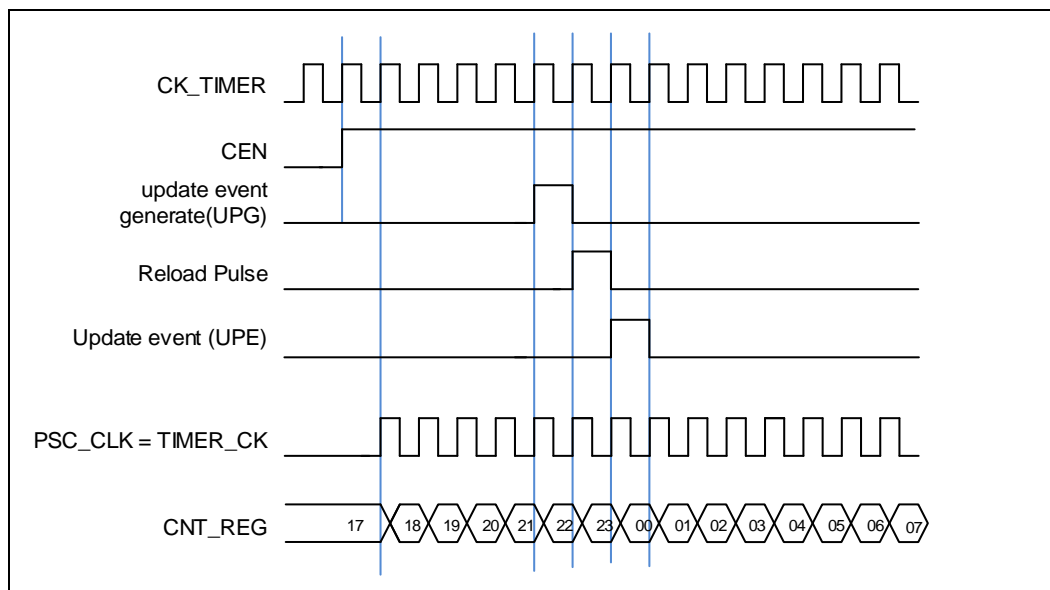 CK_TIMER
CEN
update event
generate(UPG)
Reload Pulse
Update event (UPE)
PSC_CLK = TIMER_CK
CNT_REG 17 18 19 20 21 22 23 00 01 02 03 04 05 06 07